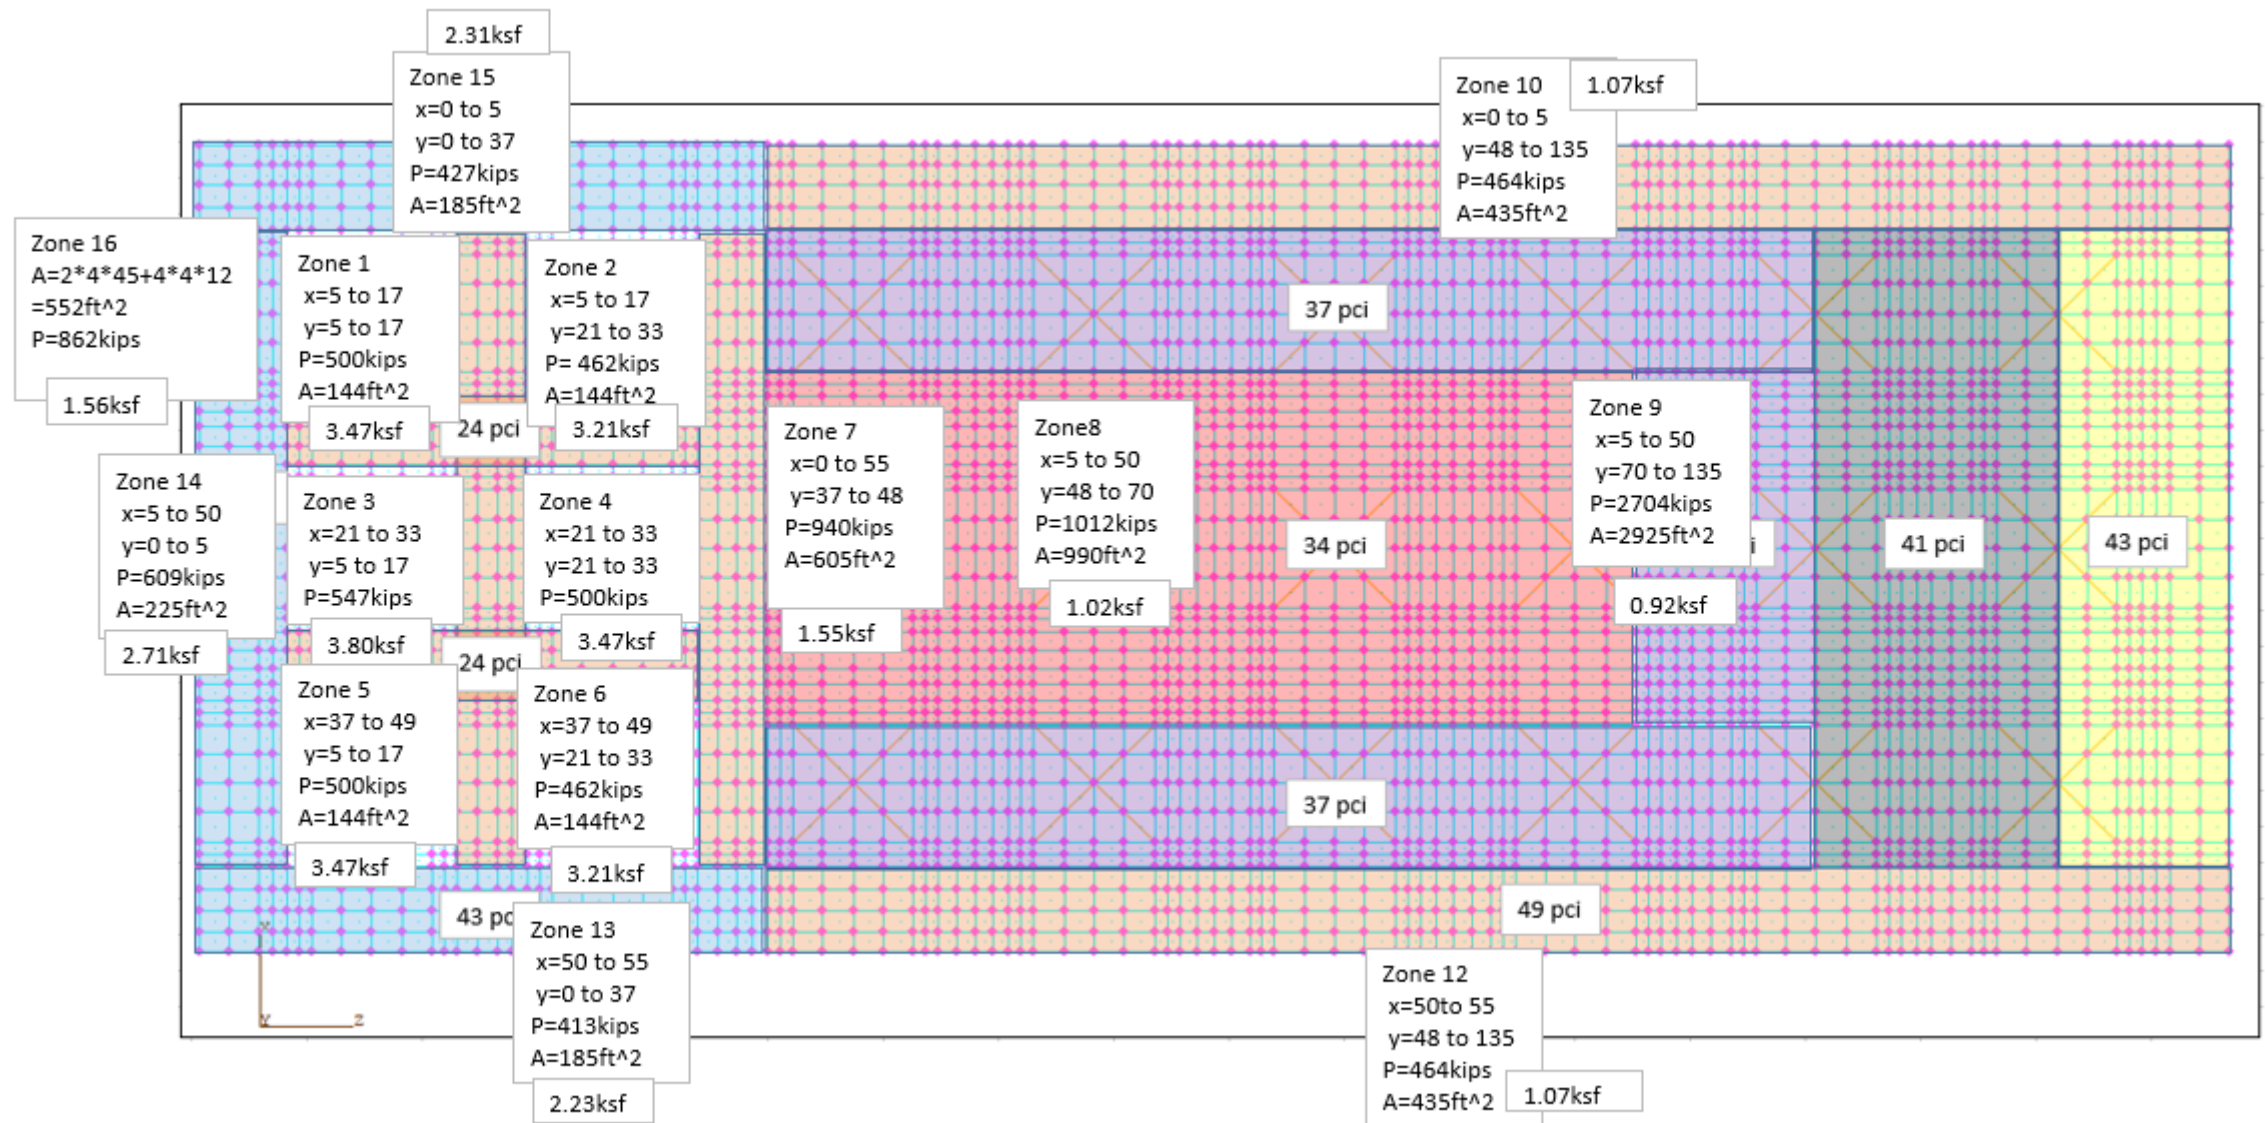 2.31ksf
Zone 15
x=0 to 5
y=0 to 37
P=427kips
A=185ft^2
Zone 10
x=0 to 5
y=48 to 135
P=464kips
A=435ft^2
1.07ksf
Zone 16
A=2*4*45+4*4*12
=552ft^2
P=862kips
1.56ksf
Zone 1
x=5 to 17
y=5 to 17
P=500kips
A=144ft^2
3.47ksf
24 pci
Zone 2
x=5 to 17
y=21 to 33
P= 462kips
A=144ft^2
3.21ksf
37 pci
Zone 14
x=5 to 50
y=0 to 5
P=609kips
A=225ft^2
2.71ksf
Zone 3
x=21 to 33
y=5 to 17
P=547kips
3.80ksf
24 pci
Zone 4
x=21 to 33
y=21 to 33
P=500kips
3.47ksf
Zone 7
x=0 to 55
y=37 to 48
P=940kips
A=605ft^2
1.55ksf
Zone8
x=5 to 50
y=48 to 70
P=1012kips
A=990ft^2
1.02ksf
34 pci
Zone 9
x=5 to 50
y=70 to 135
P=2704kips
A=2925ft^2
i
0.92ksf
41 pci
43 pci
Zone 5
x=37 to 49
y=5 to 17
P=500kips
A=144ft^2
3.47ksf
Zone 6
x=37 to 49
y=21 to 33
P=462kips
A=144ft^2
3.21ksf
37 pci
43 pc
Zone 13
x=50 to 55
y=0 to 37
P=413kips
A=185ft^2
2.23ksf
49 pci
Zone 12
x=50to 55
y=48 to 135
P=464kips
A=435ft^2
1.07ksf
X
Y
Z